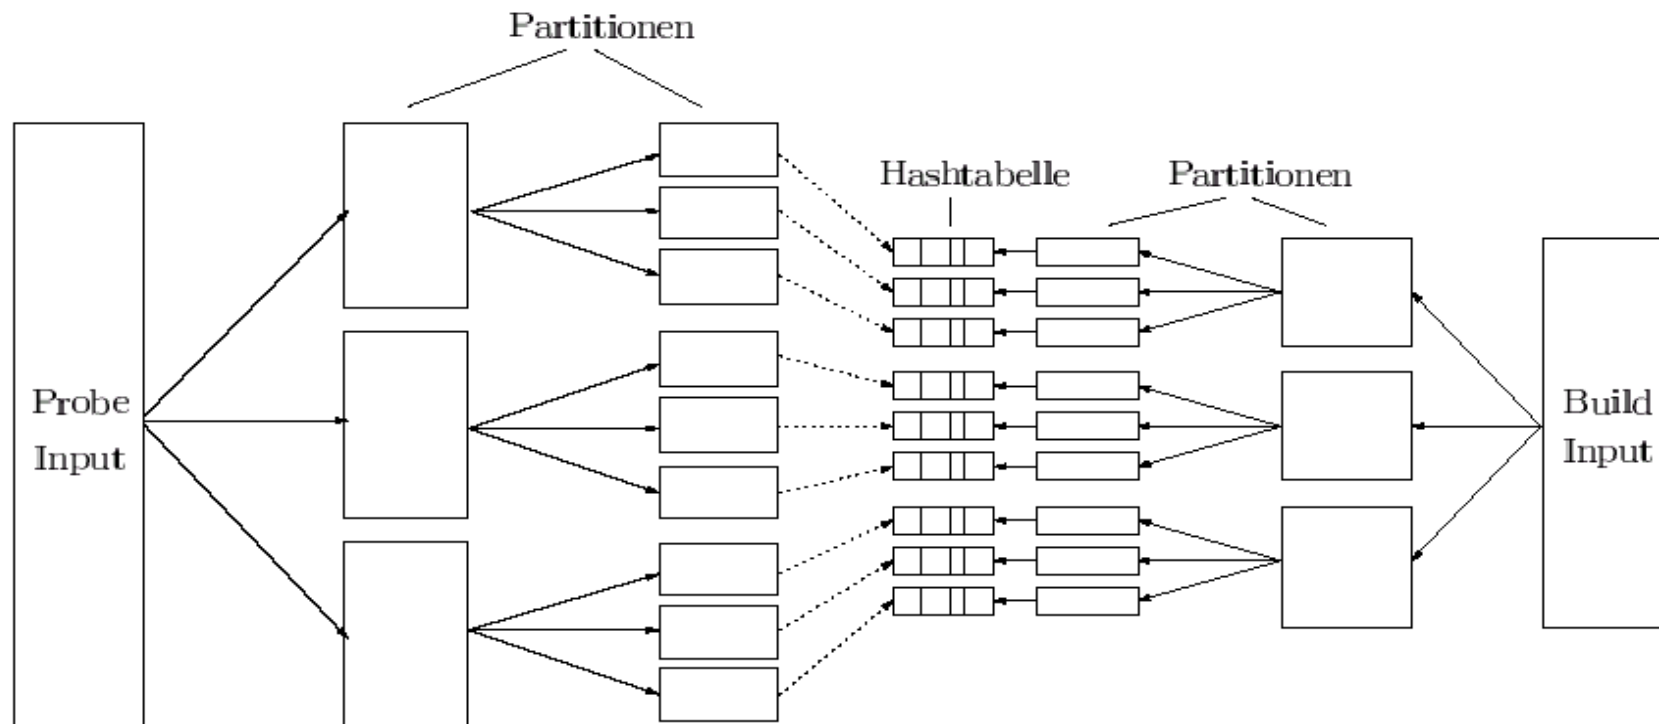 Partitionen
Hashtabelle
Partitionen
Probe
Input
Build
Input